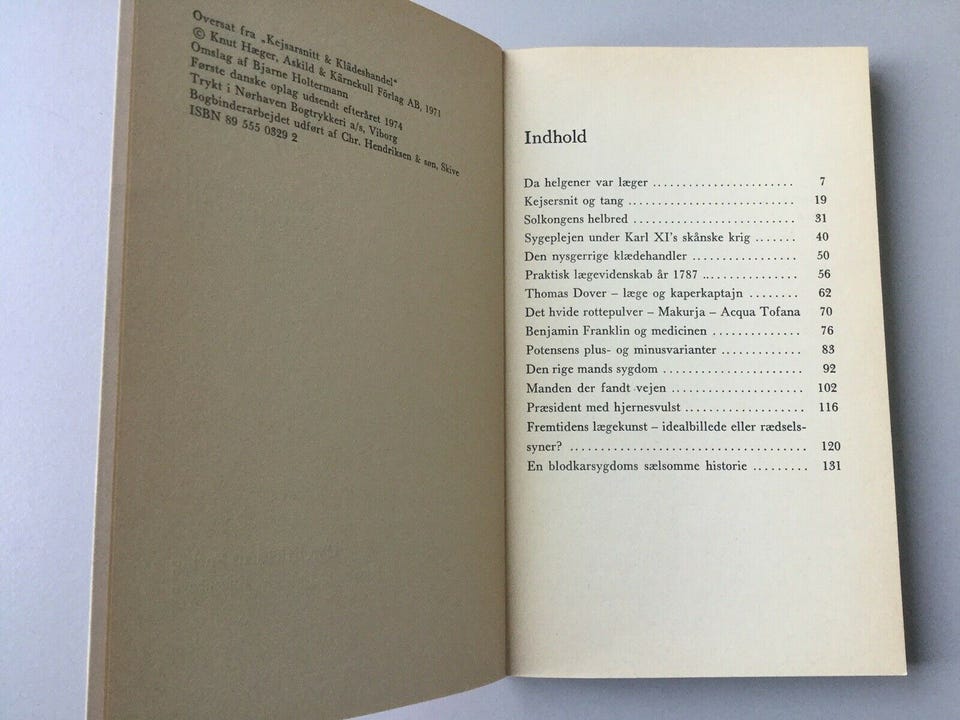 Oversat fra „Kejsarsnitt & Klädeshandel"
© Knut Hæger, Askild & Kärnekull Förlag AB, 1971
Omslag af Bjarne Holtermann
Første danske oplag udsendt efteråret 1974
Trykt i Nørhaven Bogtrykkeri a/s, Viborg
Bogbinderarbejdet udført af Chr. Hendriksen & søn, Skive
ISBN 89 555 0329 2
Indhold
Da helgener var læger ....................... 7
Kejsersnit og tang ........................... 19
Solkongens helbred .......................... 31
Sygeplejen under Karl XI's skånske krig ....... 40
Den nysgerrige klædehandler ................. 50
Praktisk lægevidenskab år 1787 ............... 56
Thomas Dover – læge og kaperkaptajn ........ 62
Det hvide rottepulver – Makurja – Acqua Tofana 70
Benjamin Franklin og medicinen .............. 76
Potensens plus- og minusvarianter ............. 83
Den rige mands sygdom ....................... 92
Manden der fandt vejen ...................... 102
Præsident med hjernesvulst ................... 116
Fremtidens lægekunst – idealbillede eller rædsels-
syner? ....................................... 120
En blodkarsygdoms sælsomme historie ......... 131